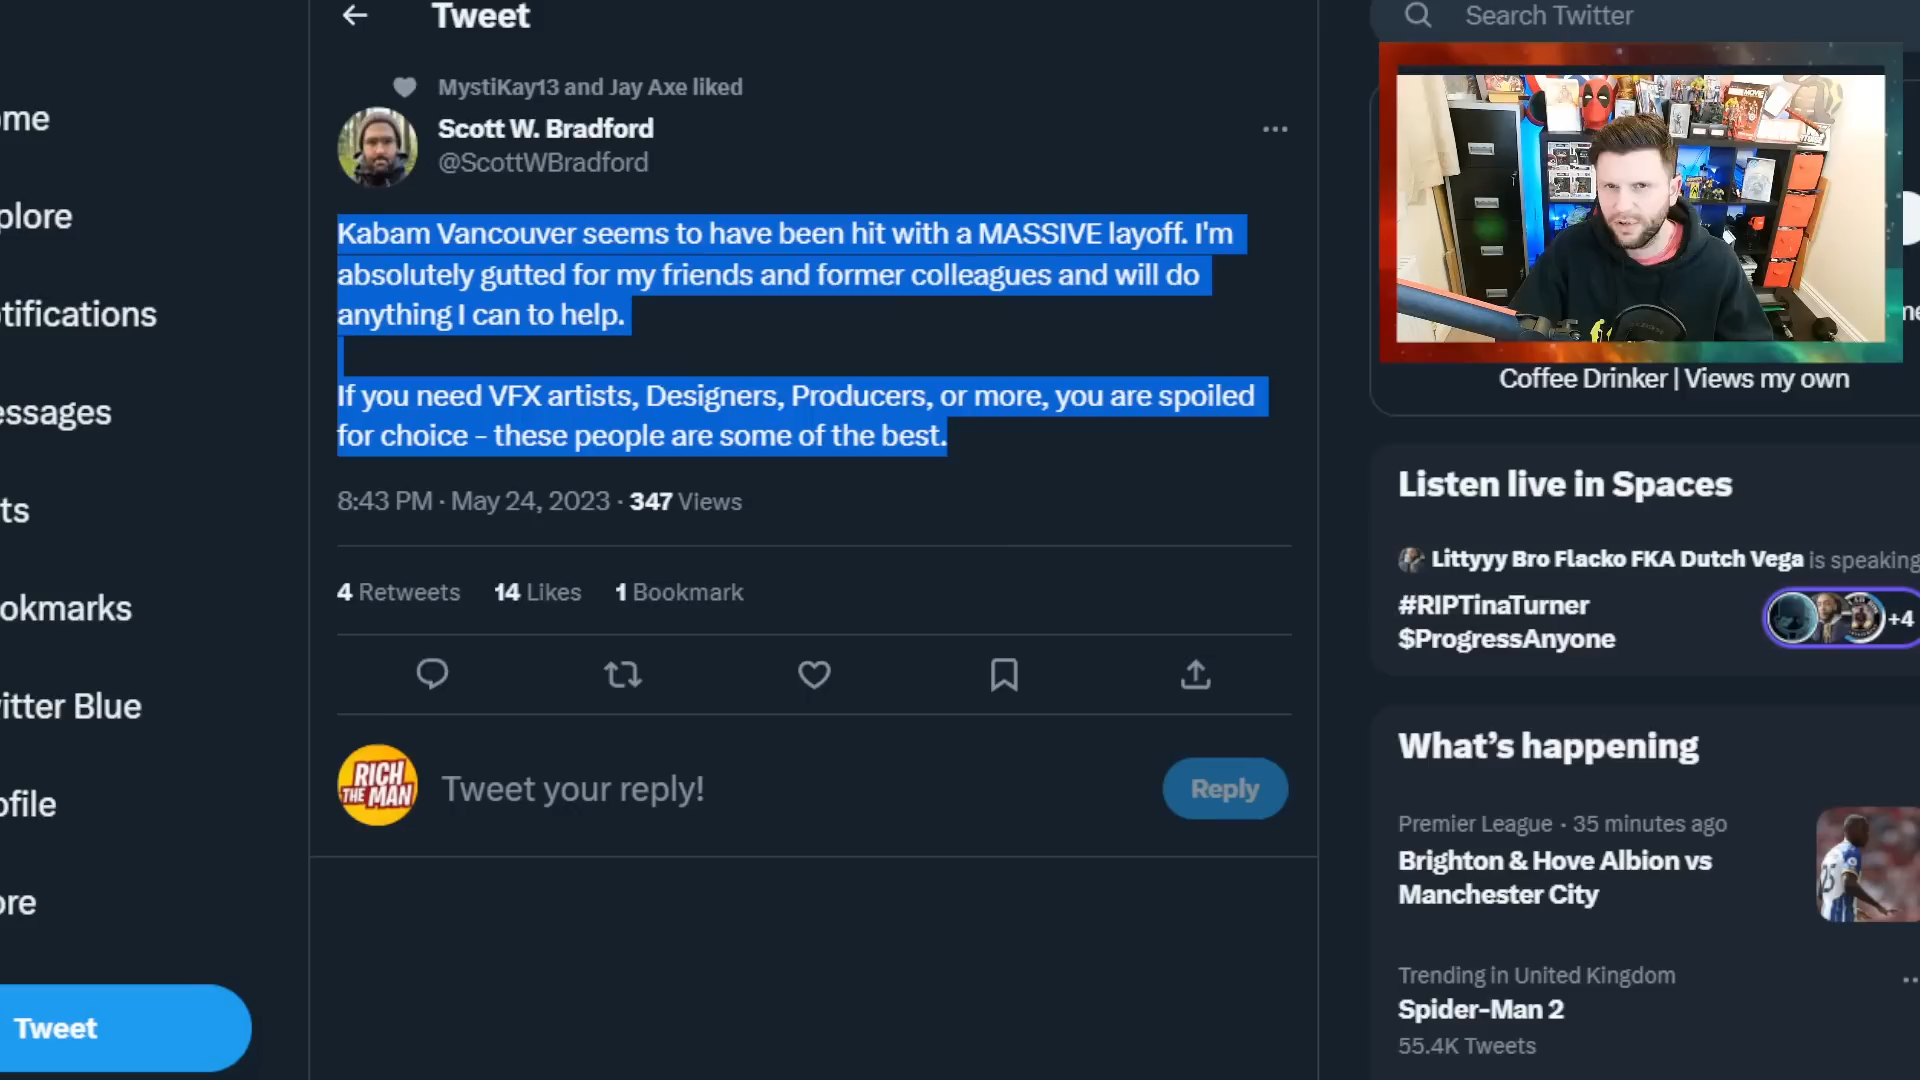 Tweet
Search Twitter
MystiKay13 and Jay Axe liked
Scott W. Bradford
@ScottWBradford
Kabam Vancouver seems to have been hit with a MASSIVE layoff. I'm
absolutely gutted for my friends and former colleagues and will do
anything I can to help.
If you need VFX artists, Designers, Producers, or more, you are spoiled
for choice - these people are some of the best.
8:43 PM · May 24, 2023 · 347 Views
4 Retweets 14 Likes 1 Bookmark
RICH
THE MAN
Tweet your reply!
Reply
ome
plore
otifications
essages
ts
okmarks
itter Blue
ofile
ore
Tweet
Coffee Drinker | Views my own
Listen live in Spaces
Littyyy Bro Flacko FKA Dutch Vega is speaking
#RIPTinaTurner
$ProgressAnyone
+4
What's happening
Premier League · 35 minutes ago
Brighton & Hove Albion vs
Manchester City
25
Trending in United Kingdom
Spider-Man 2
55.4K Tweets